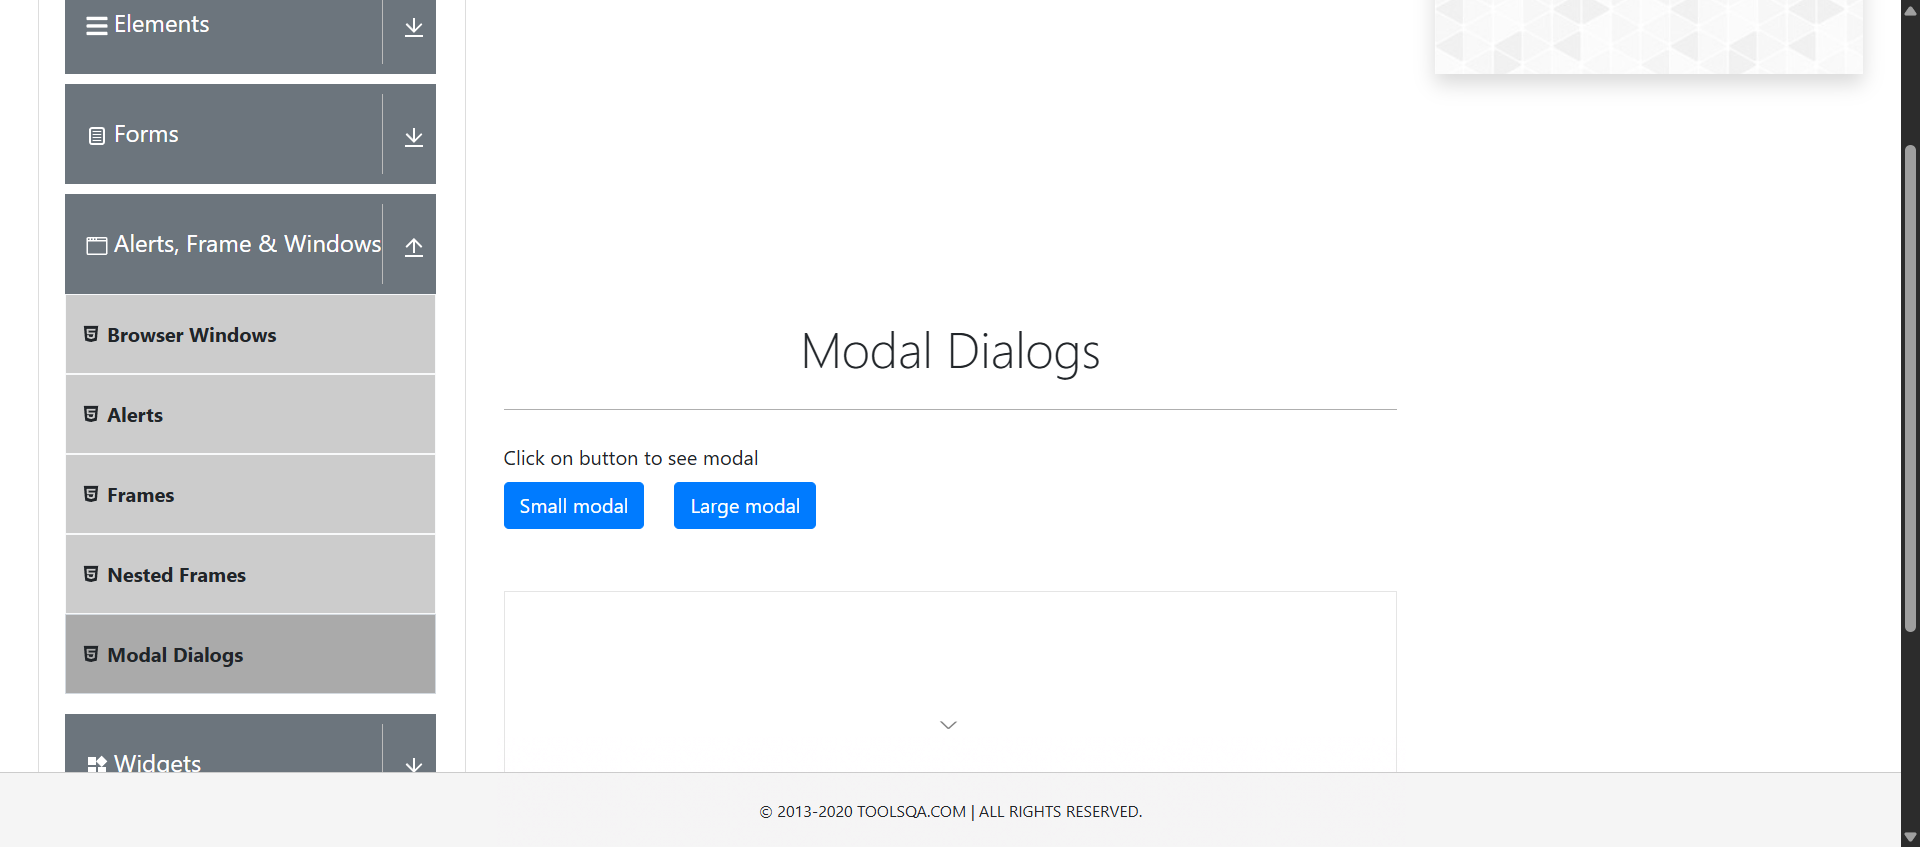 Elements
Forms
Alerts, Frame & Windows
Browser Windows
Alerts
Frames
Nested Frames
Modal Dialogs
Widgets
Modal Dialogs
Click on button to see modal
Small modal
Large modal
© 2013-2020 TOOLSQA.COM | ALL RIGHTS RESERVED.